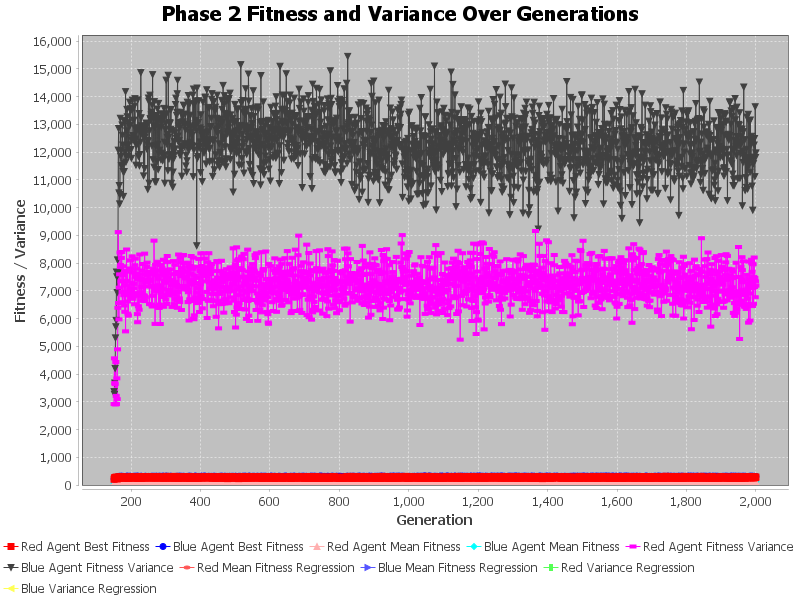 Phase 2 Fitness and Variance Over Generations
16,000
15,000
14,000
13,000
12,000
11,000
10,000
9,000
8,000
7,000
6,000
5,000
4,000
3,000
2,000
1,000
0
Fitness / Variance
200 400 600 800 1,000 1,200 1,400 1,600 1,800 2,000
Generation
Red Agent Best Fitness Blue Agent Best Fitness Red Agent Mean Fitness Blue Agent Mean Fitness Red Agent Fitness Variance
Blue Agent Fitness Variance Red Mean Fitness Regression Blue Mean Fitness Regression Red Variance Regression
Blue Variance Regression